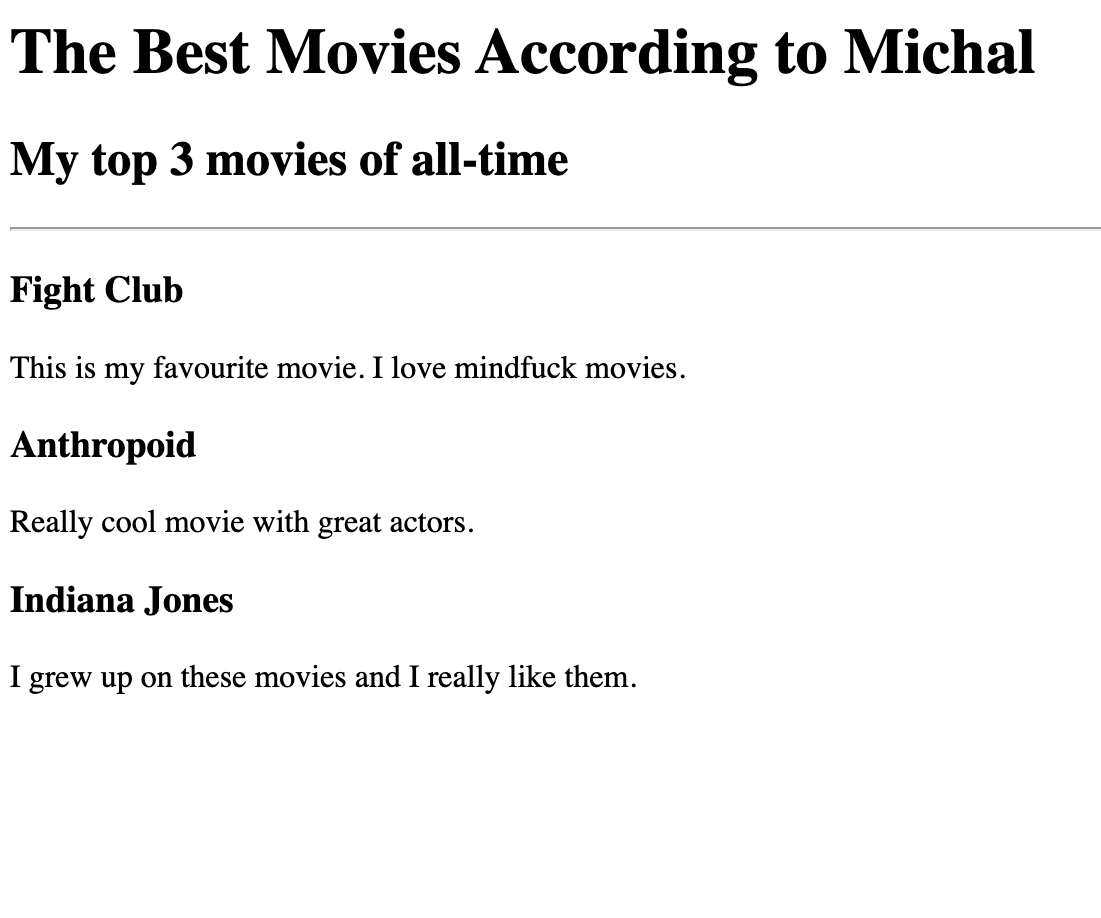 The Best Movies According to Michal
My top 3 movies of all-time
Fight Club
This is my favourite movie. I love mindfuck movies.
Anthropoid
Really cool movie with great actors.
Indiana Jones
I grew up on these movies and I really like them.